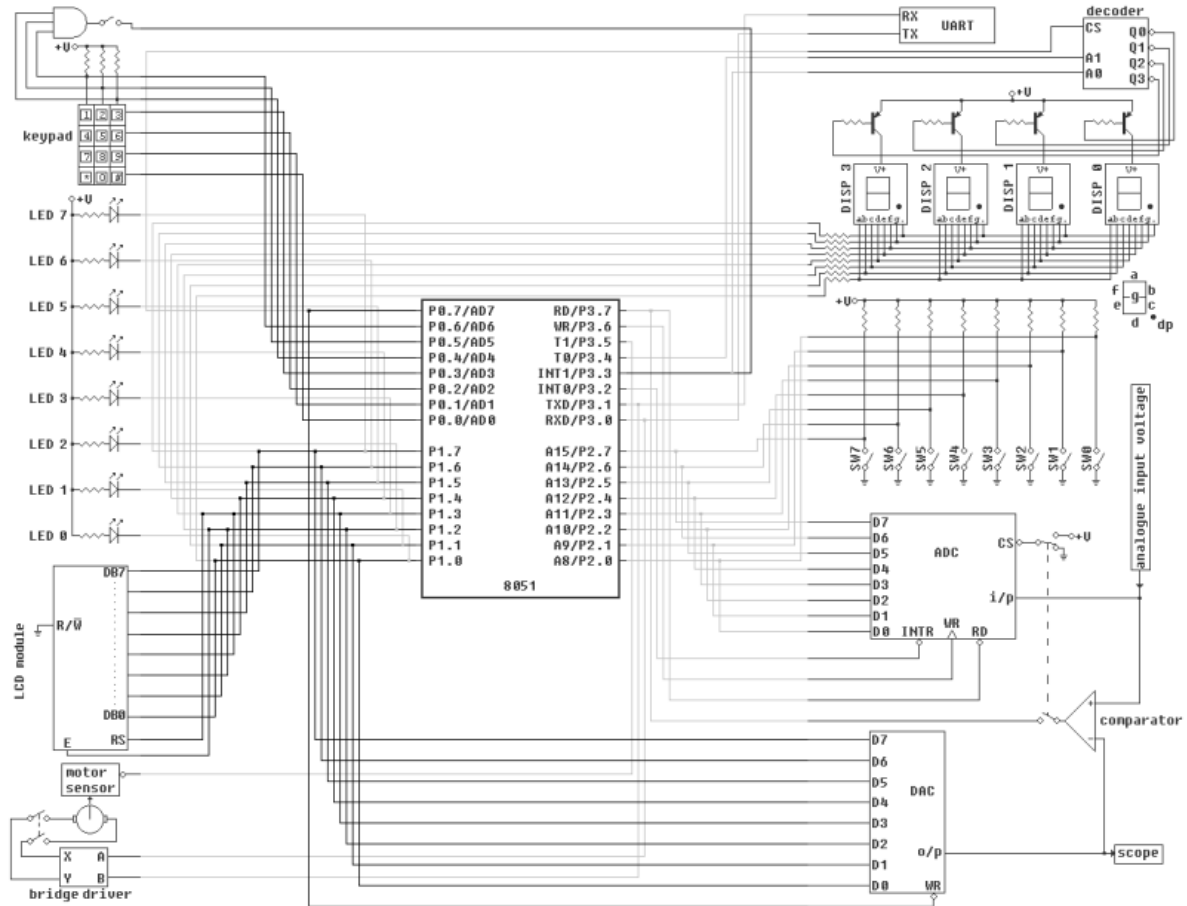 RX
TX
UART
decoder
CS
A1
A0
Q0
Q1
Q2
Q3
+V
+V
keypad
1 2 3
4 5 6
7 8 9
* 0 #
DISP 3
V+
abcdefg.
DISP 2
V+
abcdefg.
DISP 1
V+
abcdefg.
DISP 0
V+
abcdefg.
+V
LED 7
LED 6
LED 5
LED 4
LED 3
LED 2
LED 1
LED 0
a
f
b
g
e
c
d
dp
+V
P0.7/AD7
P0.6/AD6
P0.5/AD5
P0.4/AD4
P0.3/AD3
P0.2/AD2
P0.1/AD1
P0.0/AD0
P1.7
P1.6
P1.5
P1.4
P1.3
P1.2
P1.1
P1.0
RD/P3.7
WR/P3.6
T1/P3.5
T0/P3.4
INT1/P3.3
INT0/P3.2
TXD/P3.1
RXD/P3.0
A15/P2.7
A14/P2.6
A13/P2.5
A12/P2.4
A11/P2.3
A10/P2.2
A9/P2.1
A8/P2.0
8051
SW7
SW6
SW5
SW4
SW3
SW2
SW1
SW0
analogue input voltage
D7
D6
D5
D4
D3
D2
D1
D0
ADC
CS
+V
i/p
INTR
WR
RD
LCD module
DB7
R/W̅
DB0
RS
E
+
-
comparator
motor
sensor
X
Y
A
B
bridge driver
D7
D6
D5
D4
D3
D2
D1
D0
DAC
o/p
WR
scope